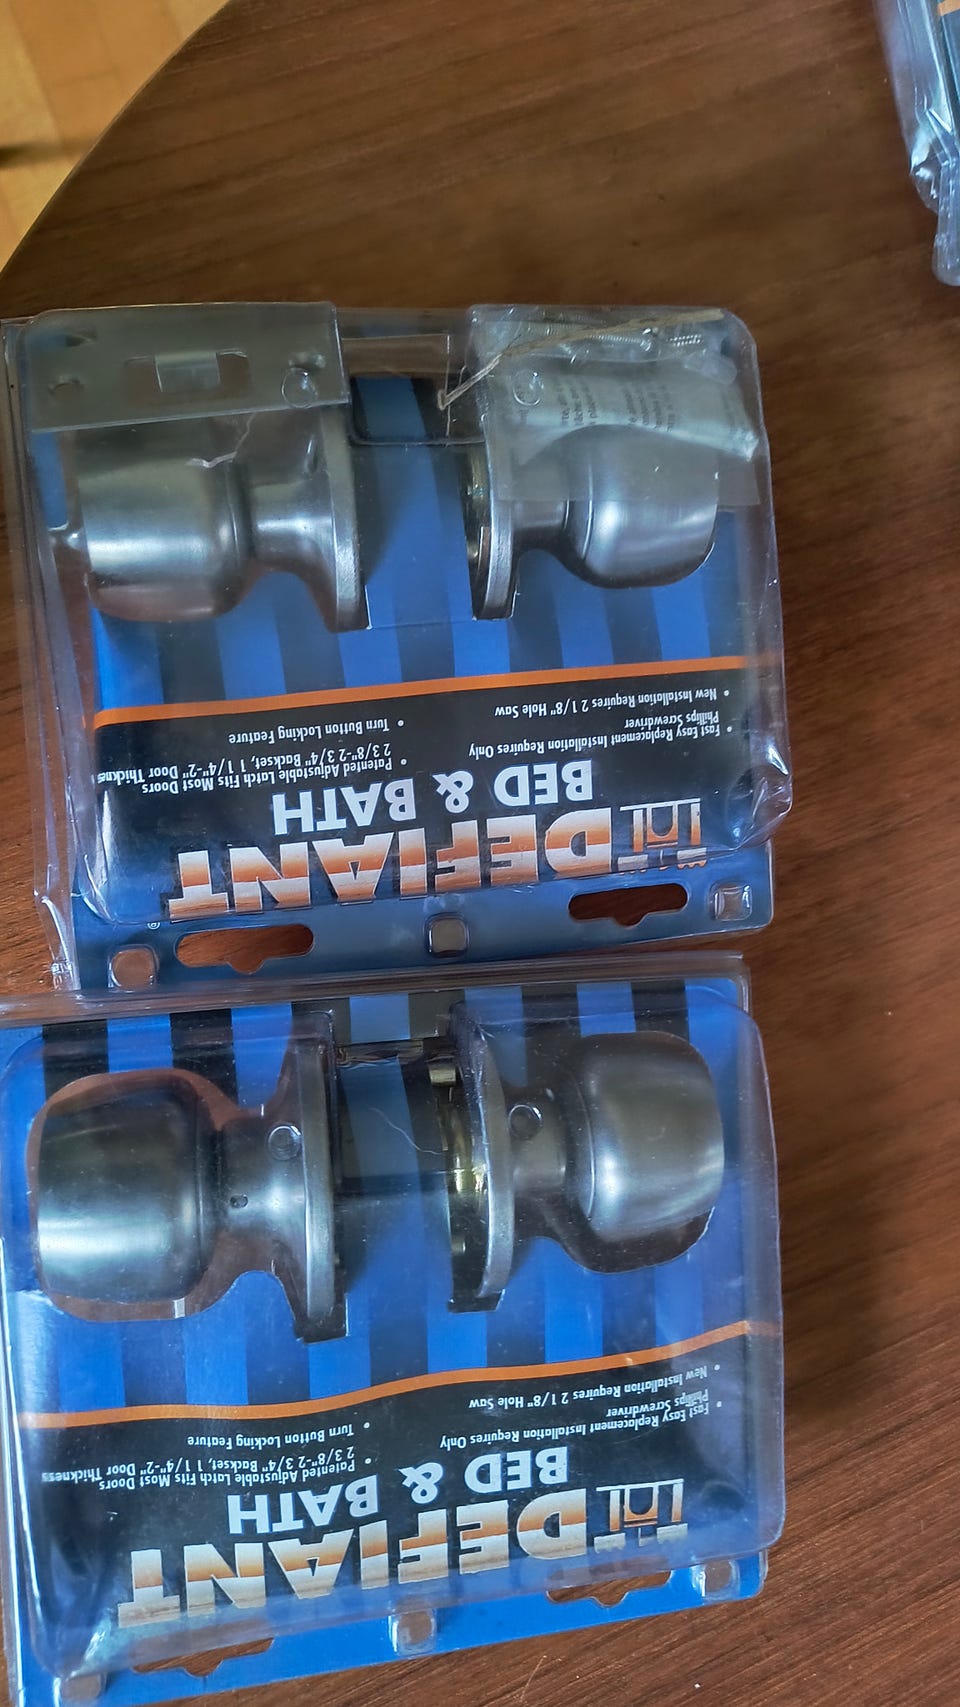 DEFIANT
®
BED & BATH
• Fast Easy Replacement Installation Requires Only
Phillips Screwdriver
• New Installation Requires 2 1/8" Hole Saw
• Patented Adjustable Latch Fits Most Doors
2 3/8"-2-3/4" Backset, 1 1/4"-2" Door
• Turn Button Locking Feature
DEFIANT
BED & BATH
• Fast Easy Replacement Installation Requires Only
Phillips Screwdriver
• New Installation Requires 2 1/8" Hole Saw
• Patented Adjustable Latch Fits Most Doors
2 3/8"-2-3/4" Backset, 1 1/4"-2" Door Thickness
• Turn Button Locking Feature